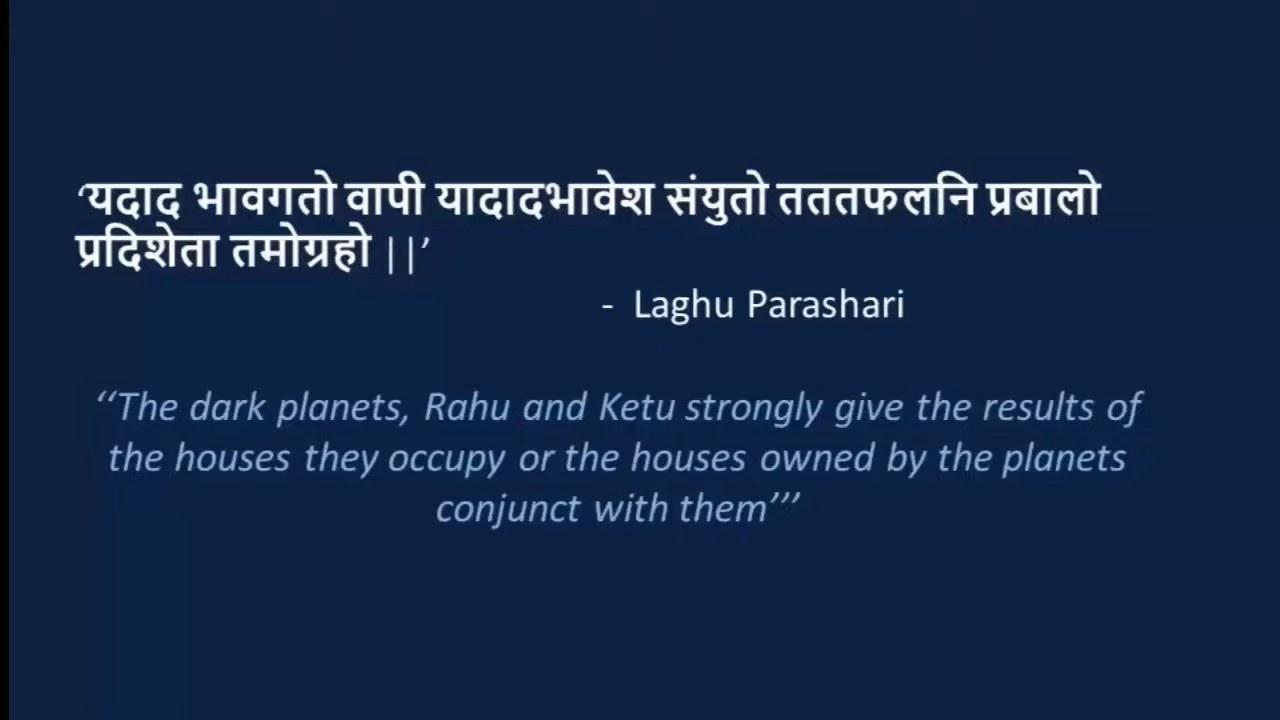 ‘यदाद भावगतो वापी यादादभावेश संयुतो तततफलनि प्रबालो
प्रदिशेता तमोग्रहो ||’
- Laghu Parashari
‘‘The dark planets, Rahu and Ketu strongly give the results of
the houses they occupy or the houses owned by the planets
conjunct with them’’’